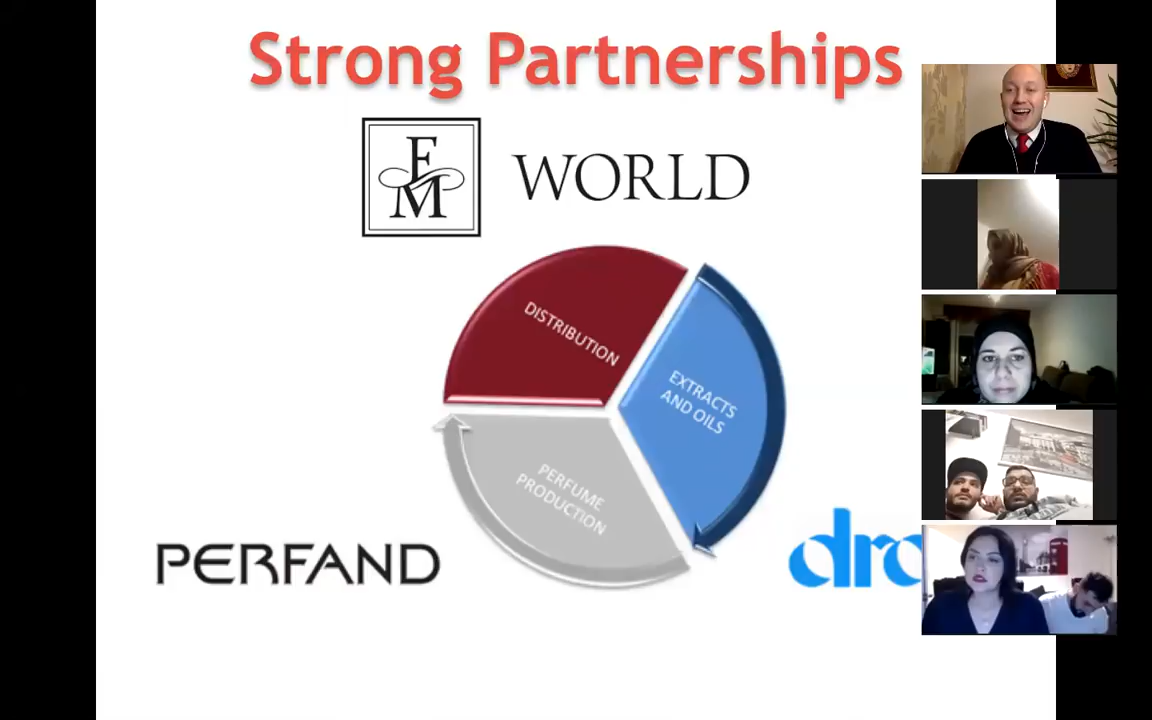 Strong Partnerships
FM WORLD
DISTRIBUTION
EXTRACTS
AND OILS
PERFUME
PRODUCTION
PERFAND